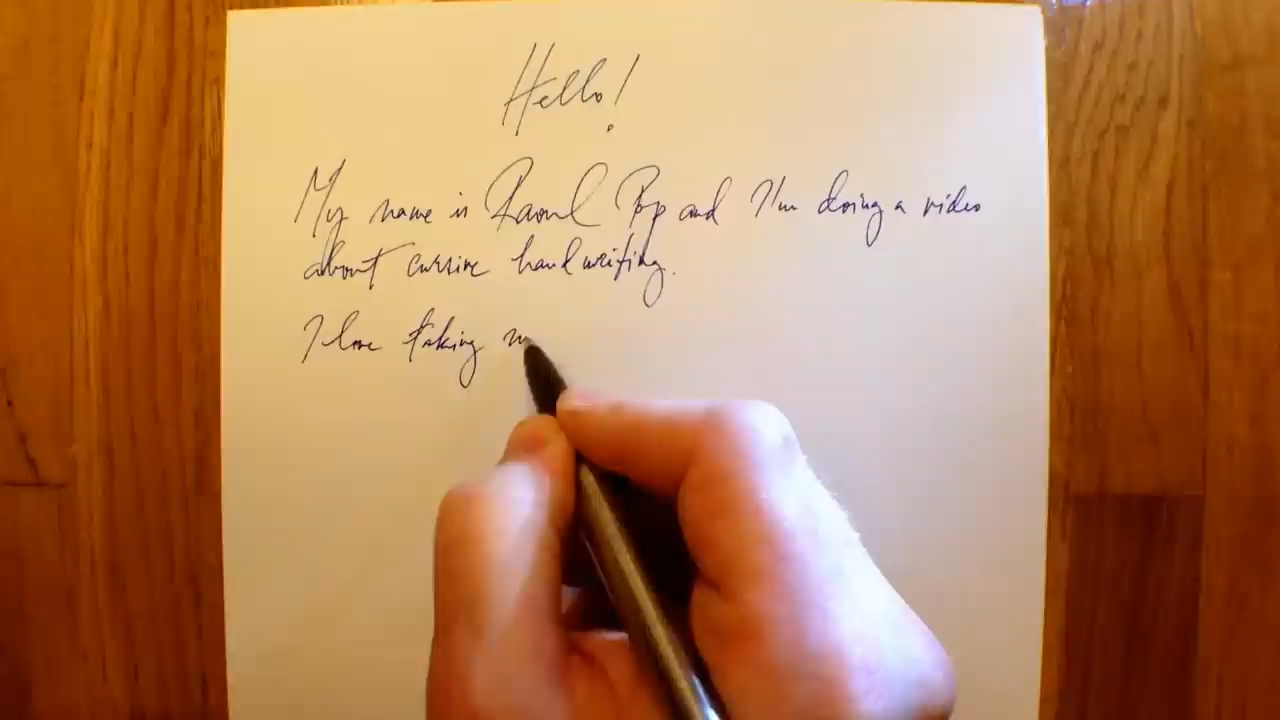 Hello!
My name is Raoul Pop and I'm doing a video
about cursive handwriting.
I love taking